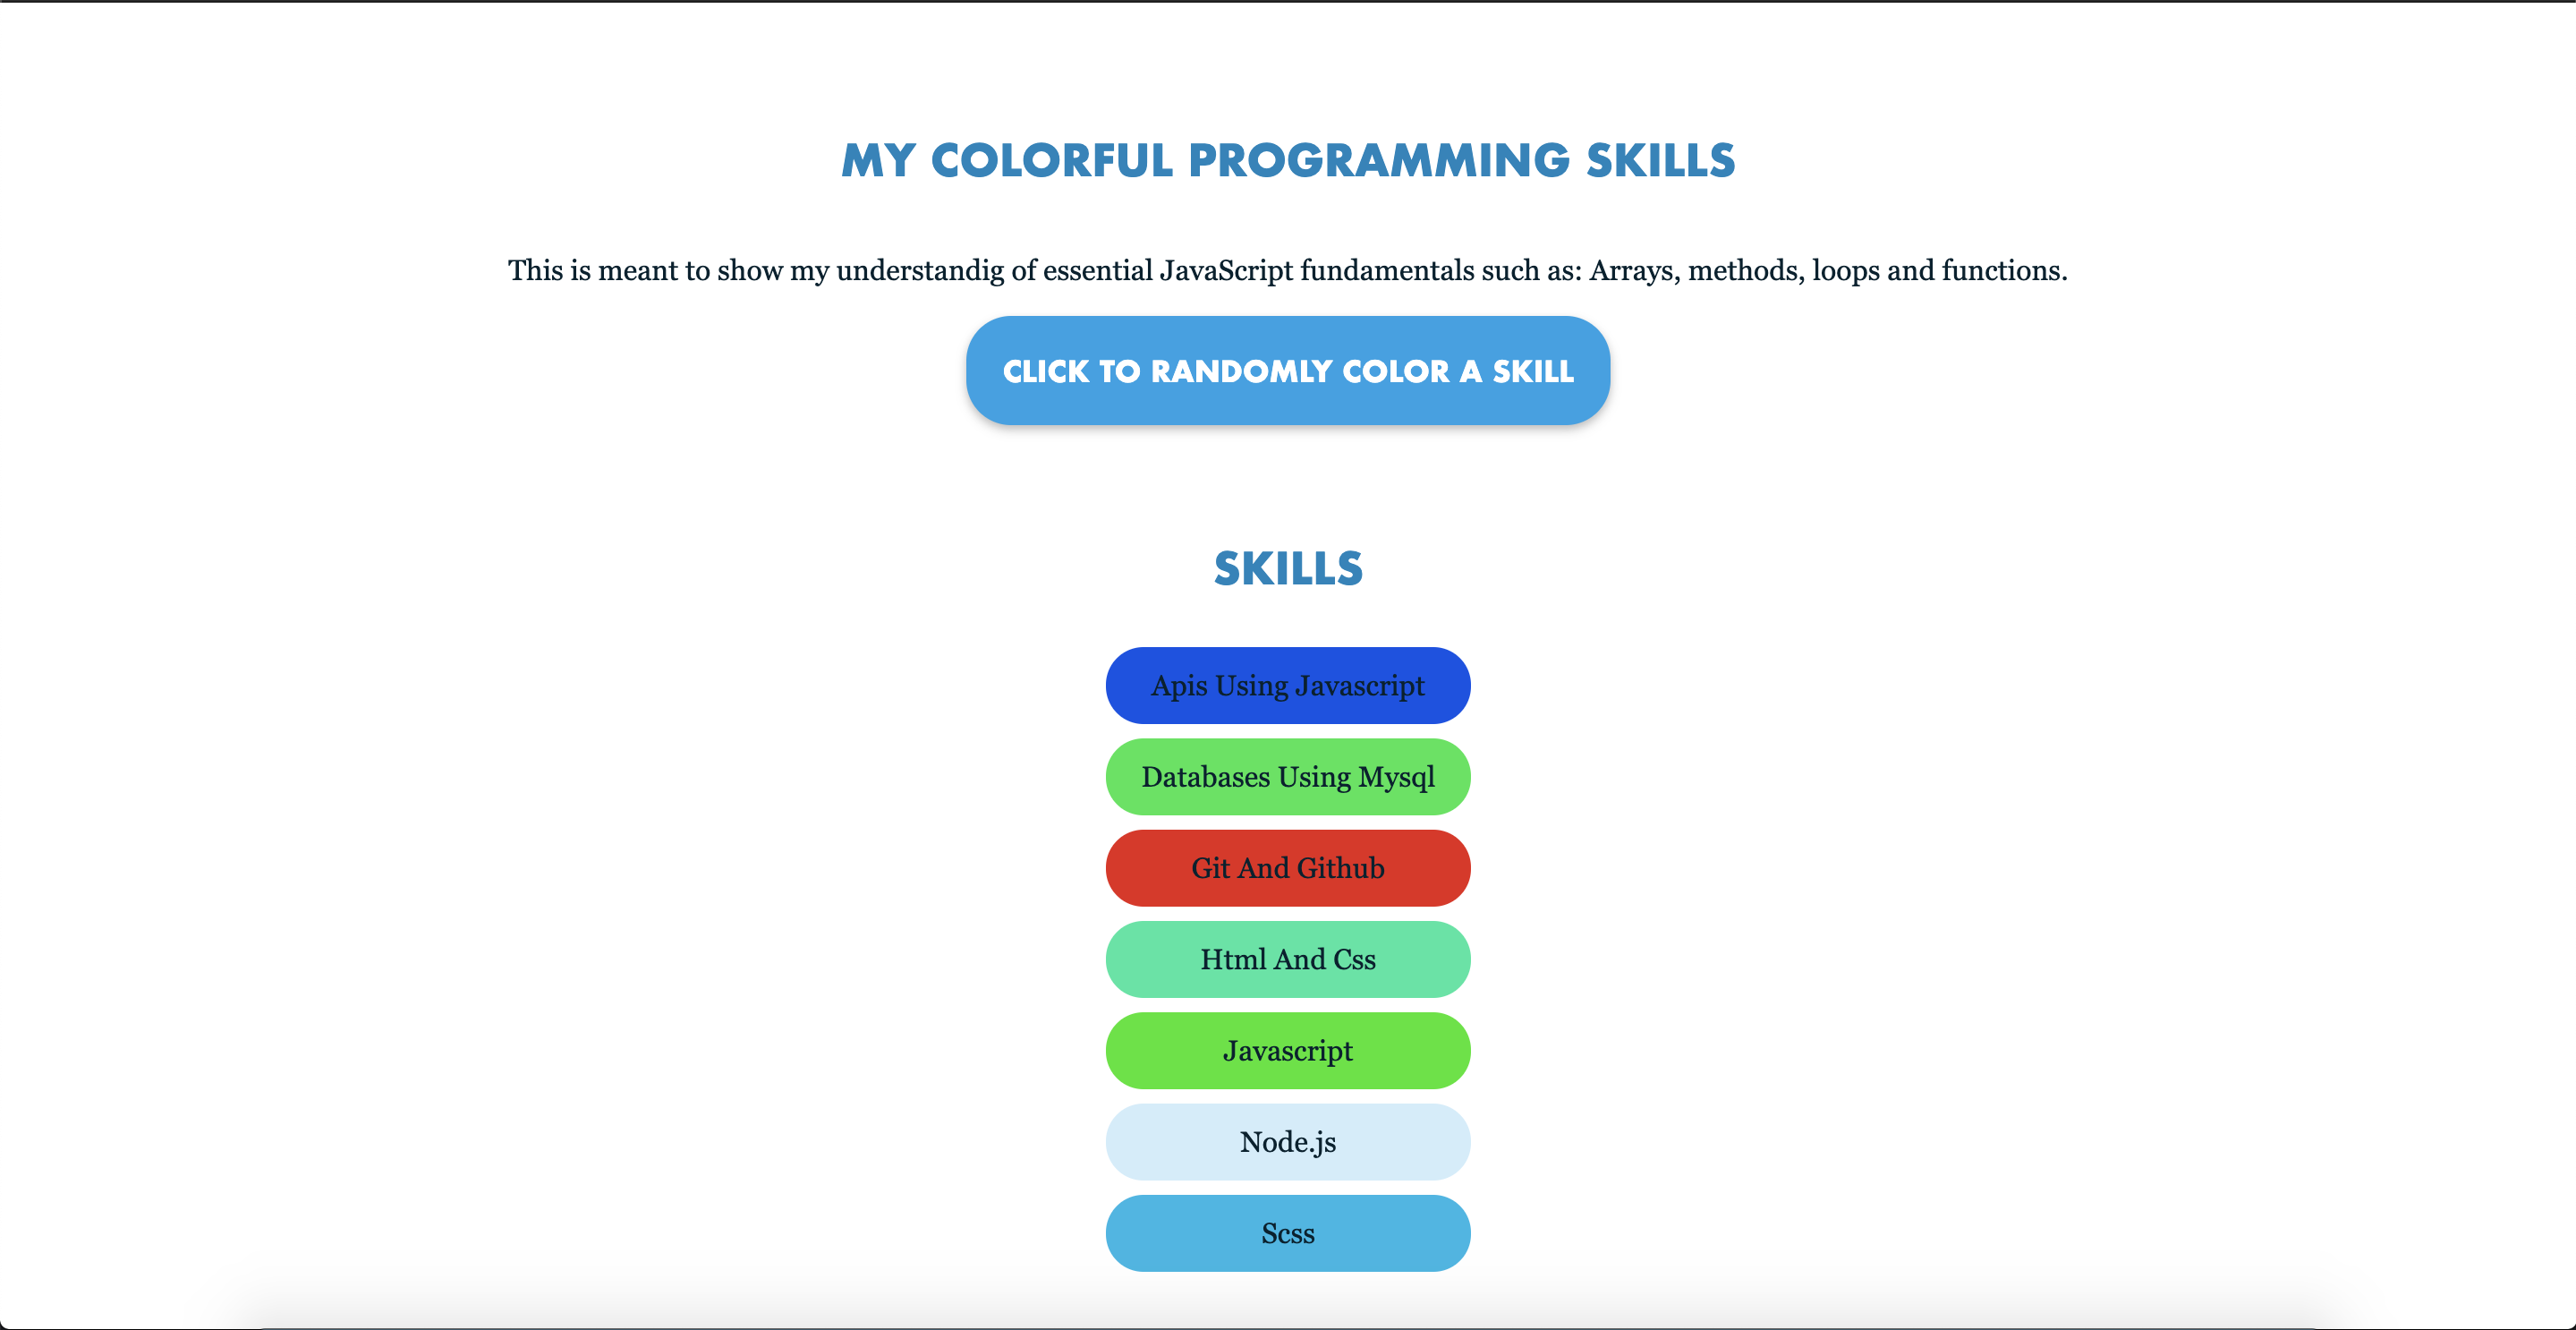 MY COLORFUL PROGRAMMING SKILLS
This is meant to show my understandig of essential JavaScript fundamentals such as: Arrays, methods, loops and functions.
CLICK TO RANDOMLY COLOR A SKILL
SKILLS
Apis Using Javascript
Databases Using Mysql
Git And Github
Html And Css
Javascript
Node.js
Scss